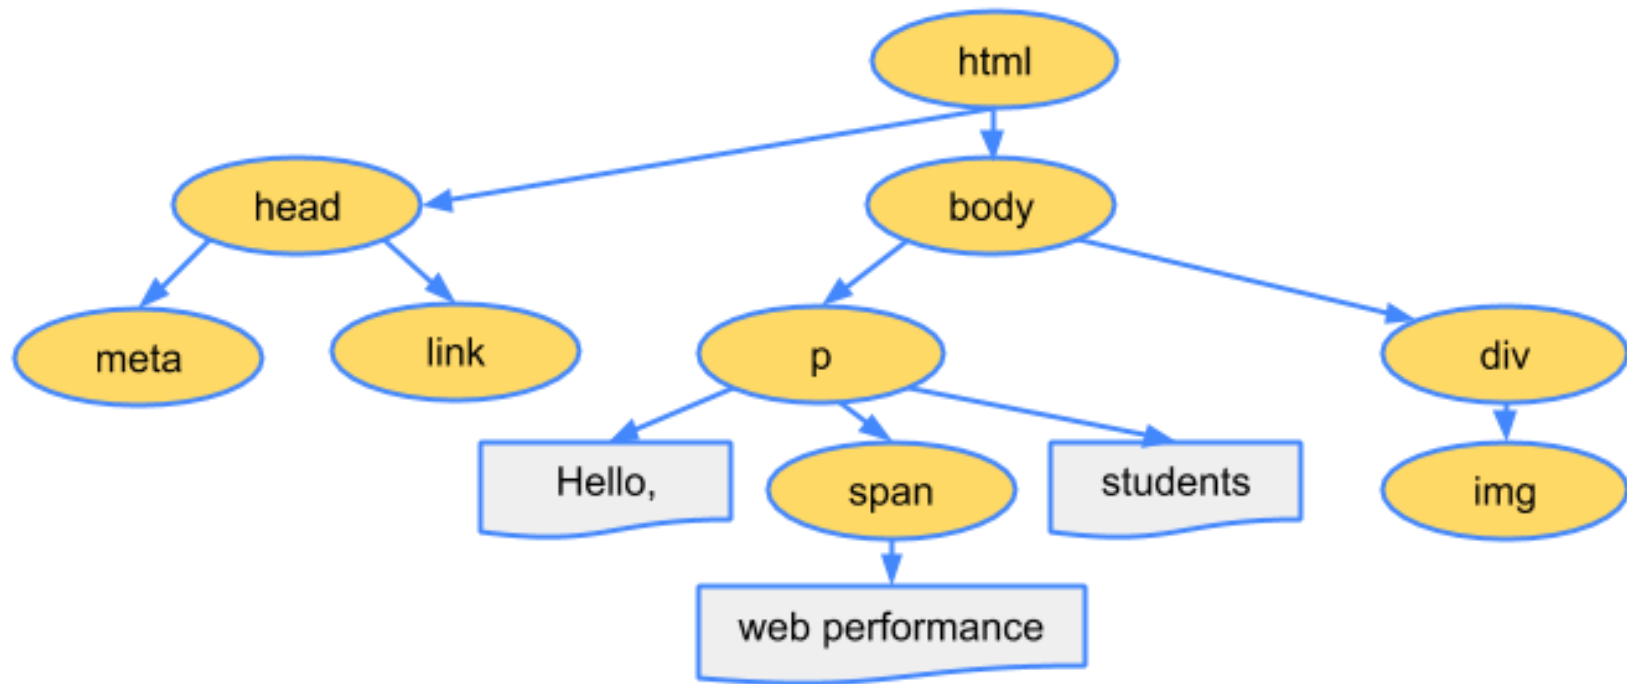 html
head
body
meta
link
p
div
Hello,
span
students
img
web performance